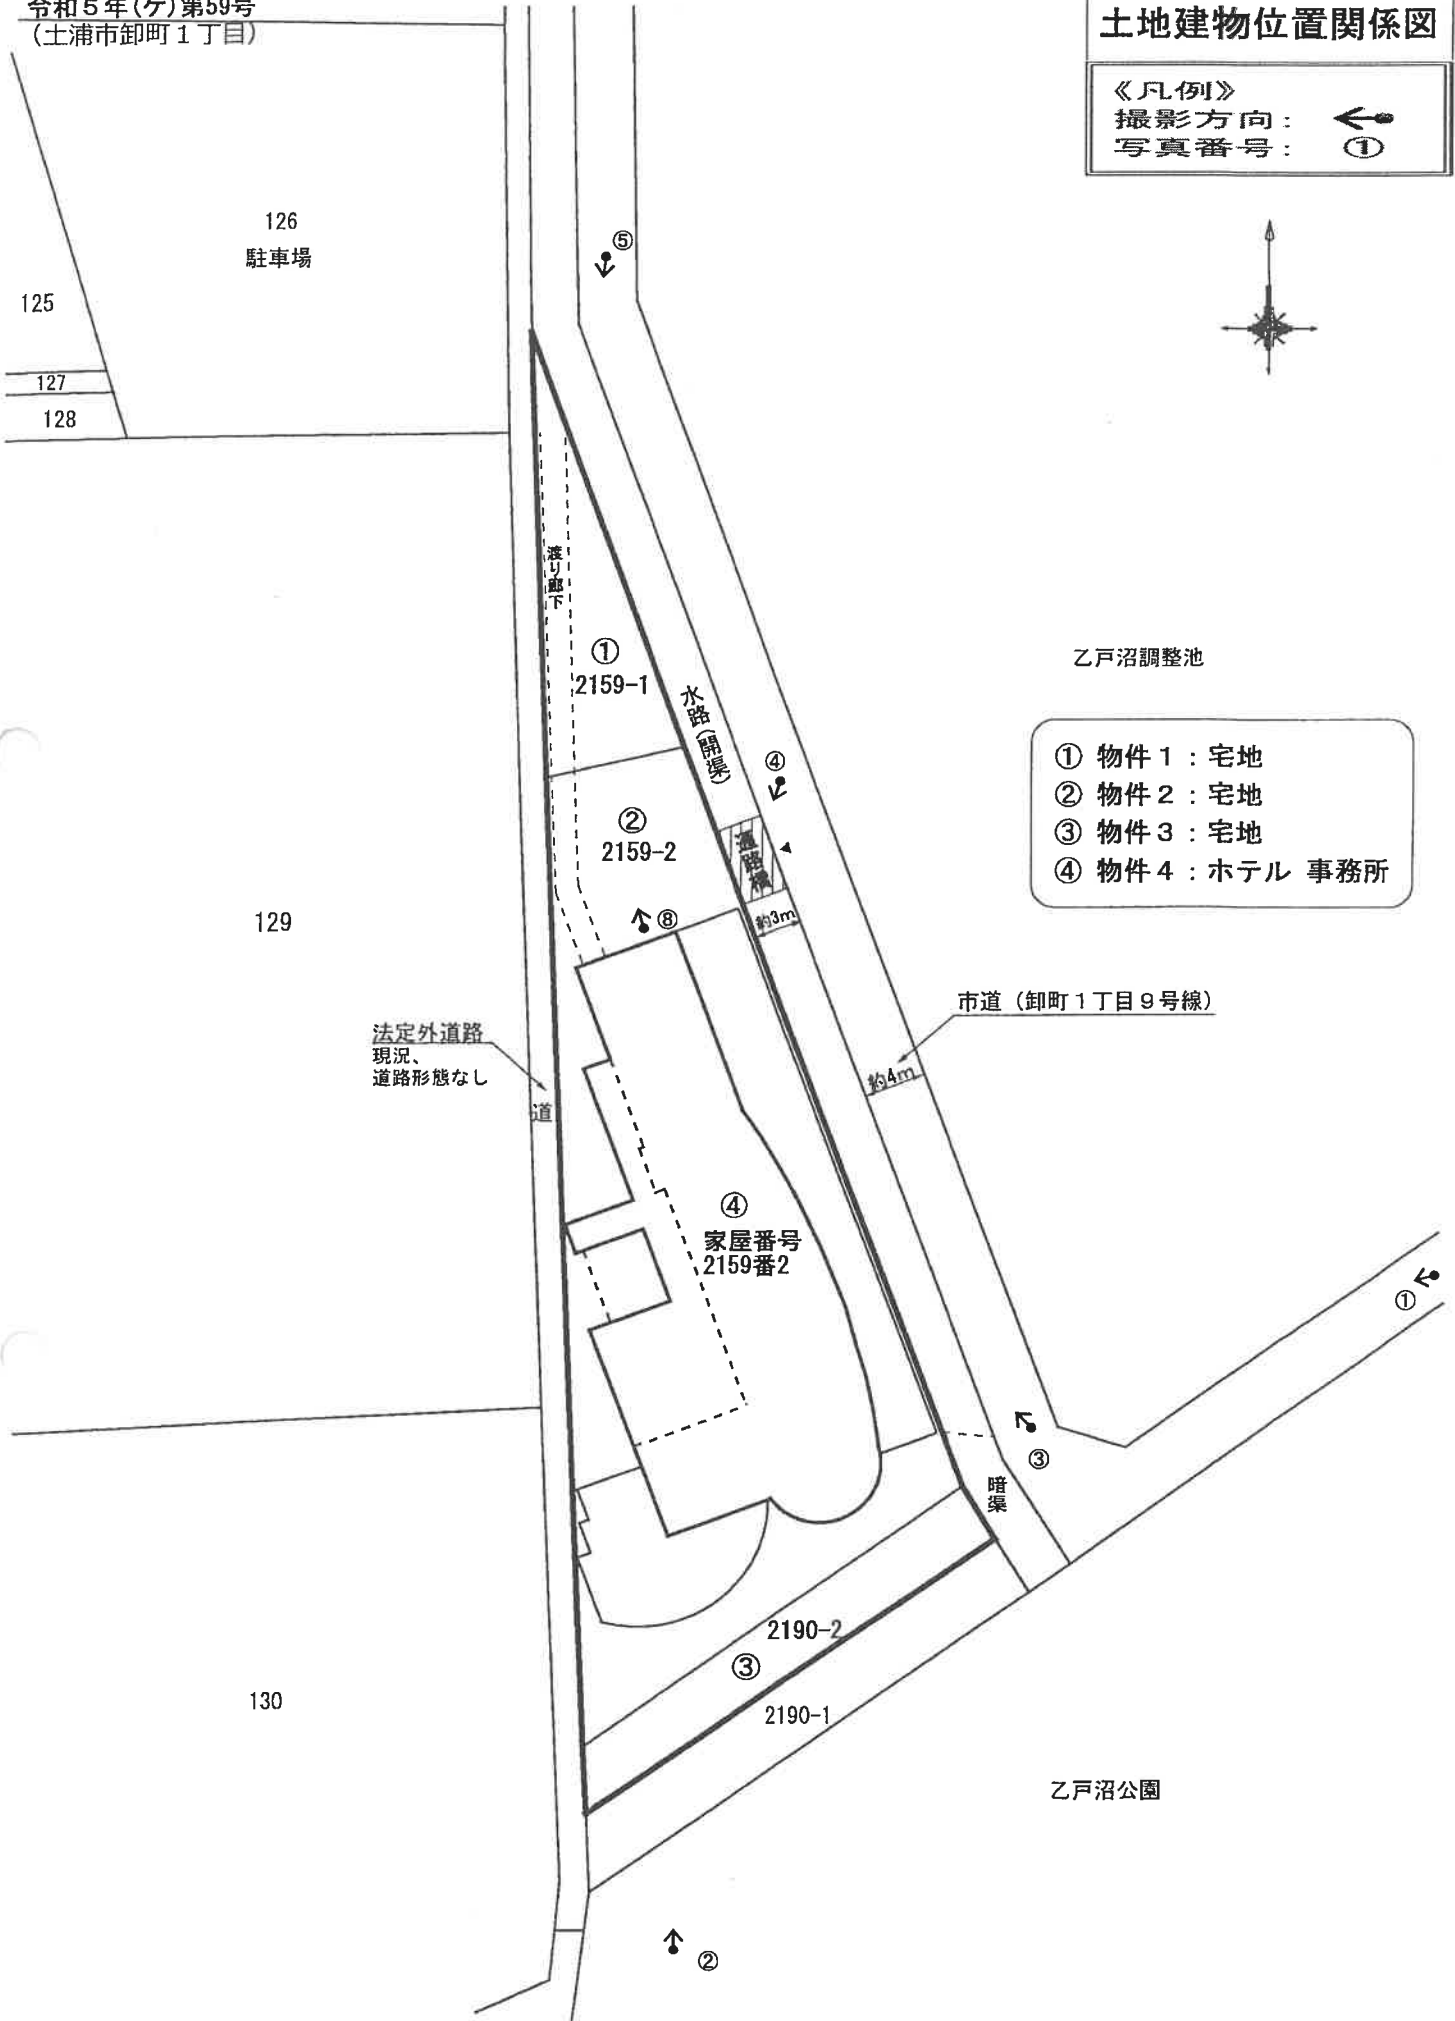 令和５年(ケ)第59号
(土浦市卸町１丁目)
土地建物位置関係図
《凡例》
撮影方向：
写真番号： ①
126
駐車場
125
127
128
⑤
渡り廊下
①
2159-1
水路(開渠)
乙戸沼調整池
④
① 物件１：宅地
② 物件２：宅地
③ 物件３：宅地
④ 物件４：ホテル 事務所
②
2159-2
通路橋
129
⑧
約3m
市道（卸町１丁目９号線）
法定外道路
現況、
道路形態なし
約4m
道
④
家屋番号
2159番2
①
③
暗渠
2190-2
③
130
2190-1
乙戸沼公園
②